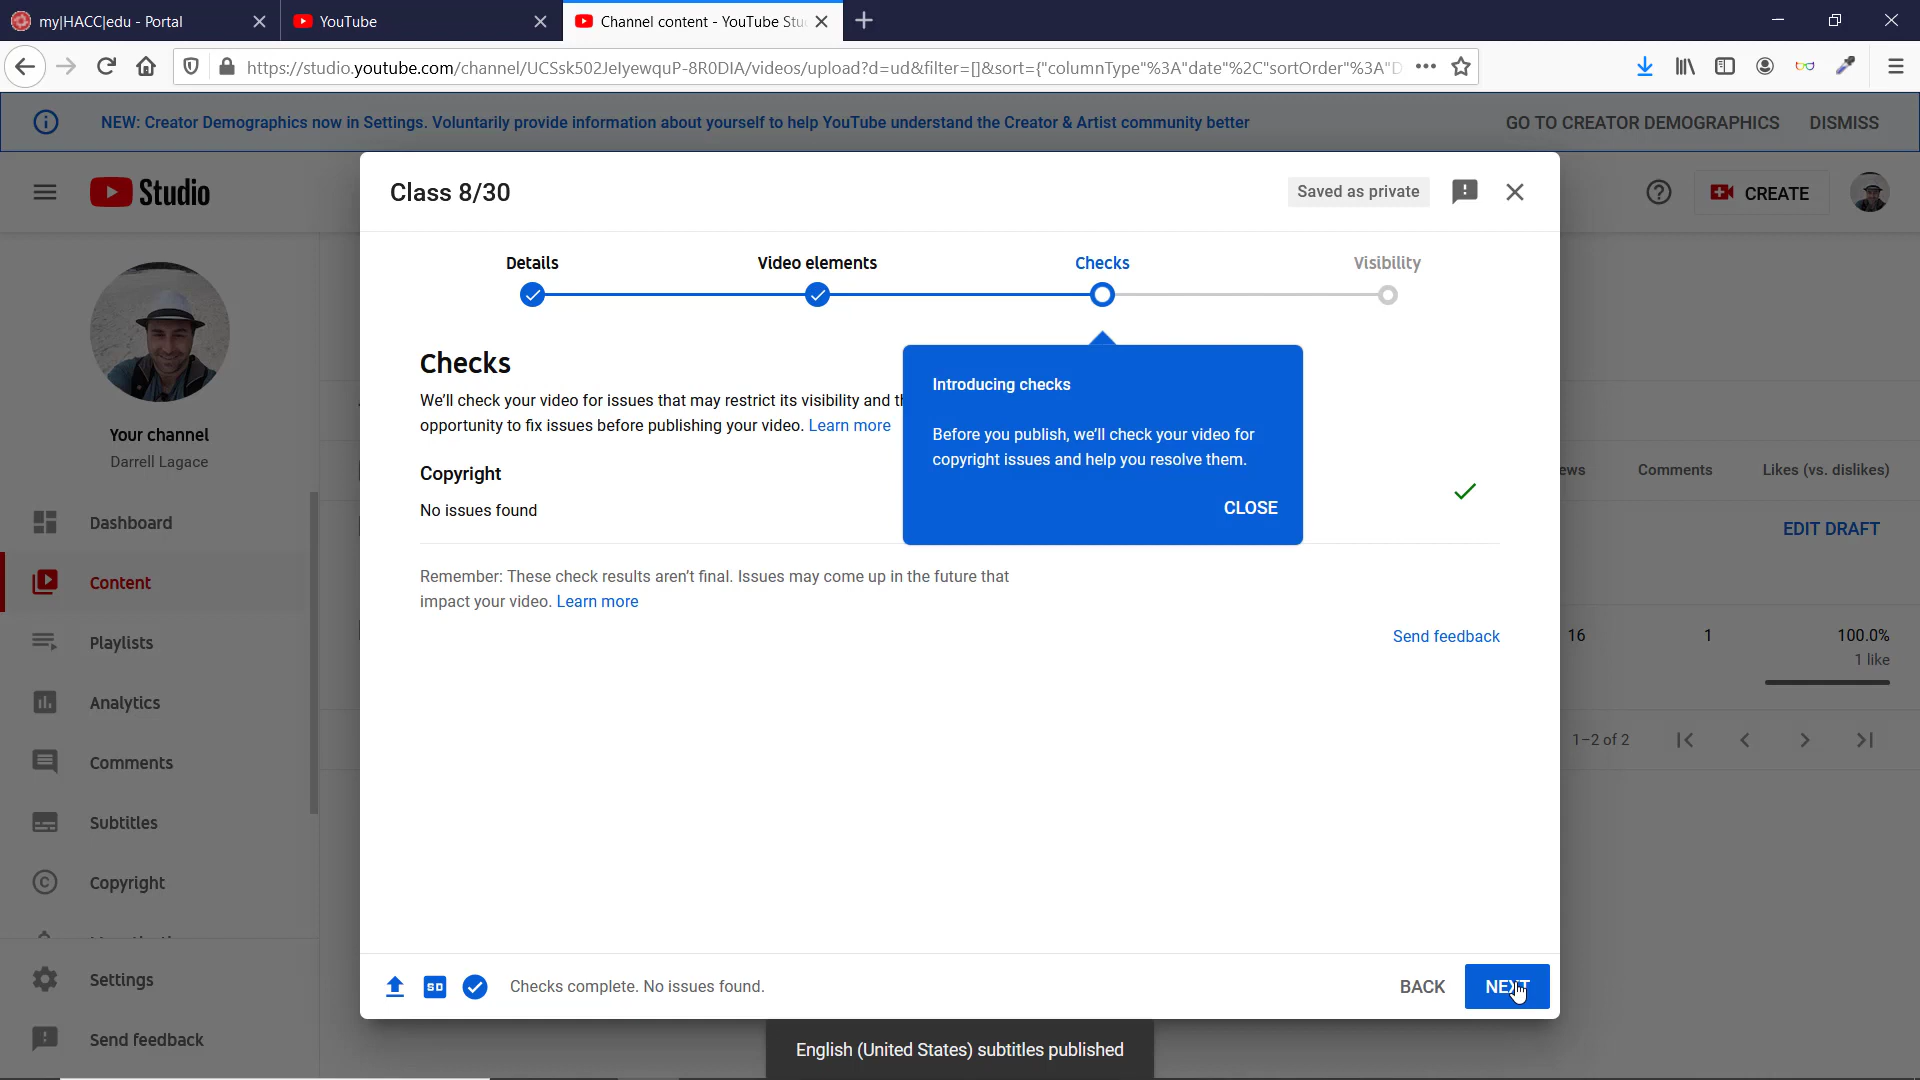 my|HACC|edu - Portal
YouTube
Channel content - YouTube Stu
https://studio.youtube.com/channel/UCSsk502JelyewquP-8R0DIA/videos/upload?d=ud&filter=[]&sort={"columnType"%3A"date"%2C"sortOrder"%3A"D
NEW: Creator Demographics now in Settings. Voluntarily provide information about yourself to help YouTube understand the Creator & Artist community better
GO TO CREATOR DEMOGRAPHICS
DISMISS
Studio
CREATE
Class 8/30
Saved as private
Details
Video elements
Checks
Visibility
Checks
We'll check your video for issues that may restrict its visibility and
opportunity to fix issues before publishing your video. Learn more
Introducing checks
Before you publish, we'll check your video for
copyright issues and help you resolve them.
CLOSE
Copyright
No issues found
Remember: These check results aren't final. Issues may come up in the future that
impact your video. Learn more
Send feedback
Your channel
Darrell Lagace
Dashboard
Content
Playlists
Analytics
Comments
Subtitles
Copyright
Settings
Send feedback
ews
Comments
Likes (vs. dislikes)
EDIT DRAFT
16
1
100.0%
1 like
1–2 of 2
SD
Checks complete. No issues found.
BACK
NEXT
English (United States) subtitles published